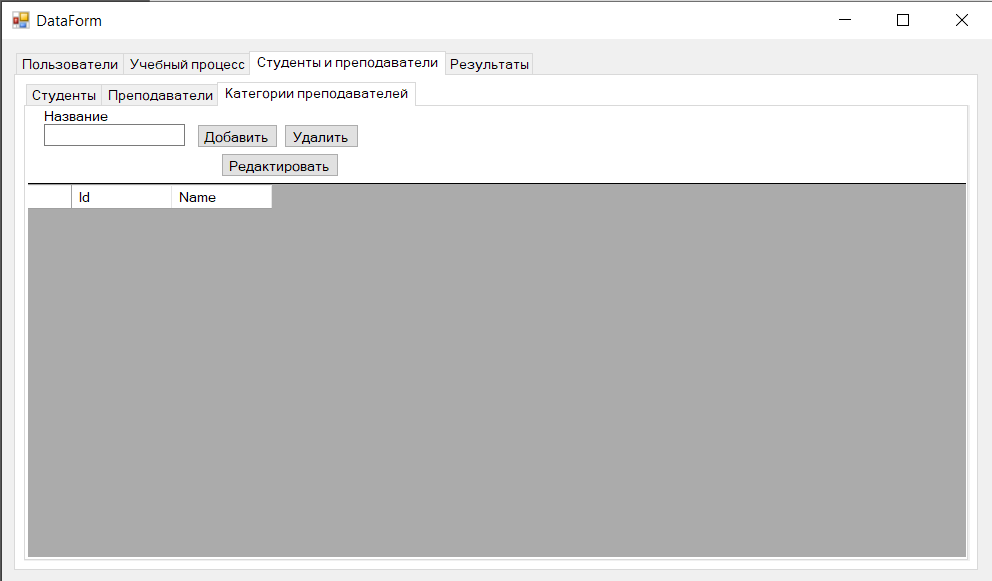 DataForm
Пользователи Учебный процесс Студенты и преподаватели Результаты
Студенты Преподаватели Категории преподавателей
Название
Добавить Удалить
Редактировать
Id Name